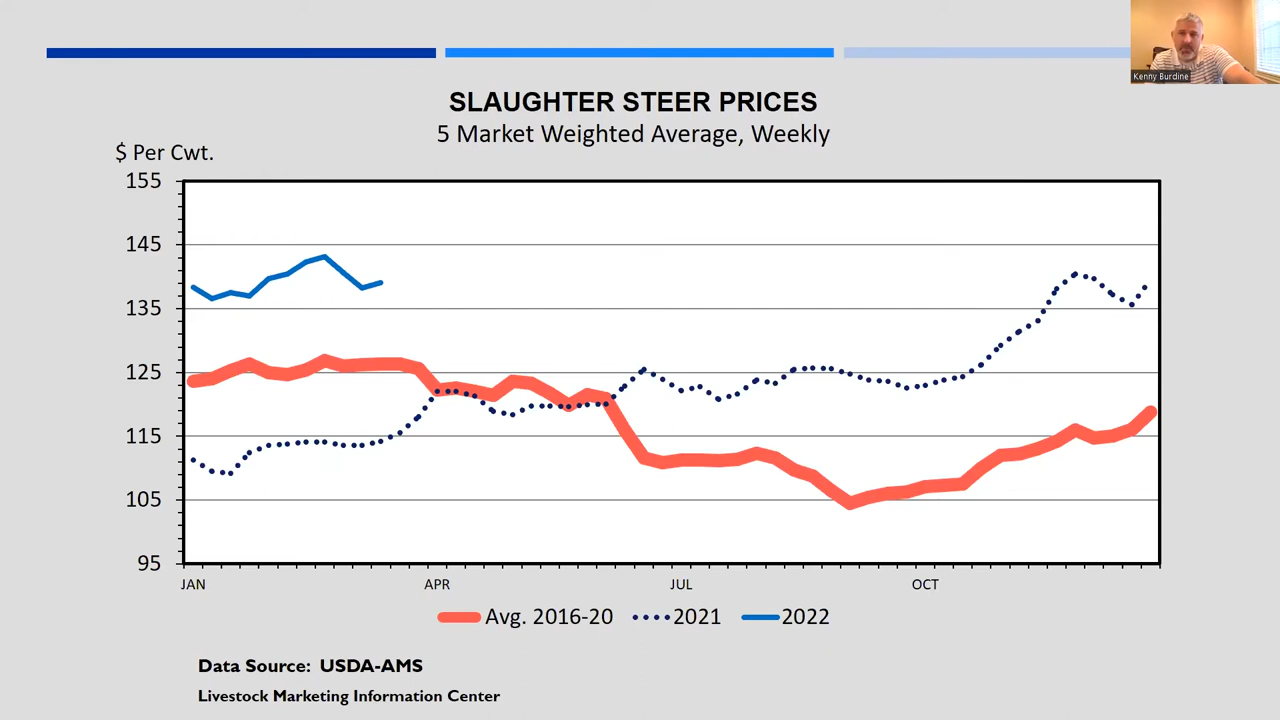 Kenny Burdine
SLAUGHTER STEER PRICES
5 Market Weighted Average, Weekly
$ Per Cwt.
155
145
135
125
115
105
95
JAN APR JUL OCT
Avg. 2016-20 2021 2022
Data Source: USDA-AMS
Livestock Marketing Information Center